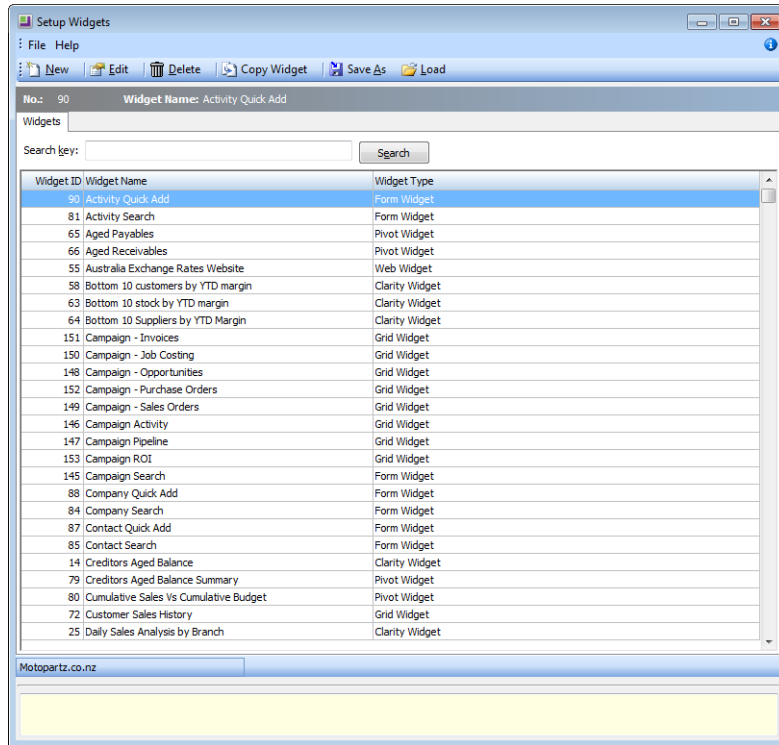 Setup Widgets
File Help
New Edit Delete Copy Widget Save As Load
No.: 90 Widget Name: Activity Quick Add
Widgets
Search key: Search
Widget ID Widget Name Widget Type
90 Activity Quick Add Form Widget
81 Activity Search Form Widget
65 Aged Payables Pivot Widget
66 Aged Receivables Pivot Widget
55 Australia Exchange Rates Website Web Widget
58 Bottom 10 customers by YTD margin Clarity Widget
63 Bottom 10 stock by YTD margin Clarity Widget
64 Bottom 10 Suppliers by YTD Margin Clarity Widget
151 Campaign - Invoices Grid Widget
150 Campaign - Job Costing Grid Widget
148 Campaign - Opportunities Grid Widget
152 Campaign - Purchase Orders Grid Widget
149 Campaign - Sales Orders Grid Widget
146 Campaign Activity Grid Widget
147 Campaign Pipeline Grid Widget
153 Campaign ROI Grid Widget
145 Campaign Search Form Widget
88 Company Quick Add Form Widget
84 Company Search Form Widget
87 Contact Quick Add Form Widget
85 Contact Search Form Widget
14 Creditors Aged Balance Clarity Widget
79 Creditors Aged Balance Summary Pivot Widget
80 Cumulative Sales Vs Cumulative Budget Pivot Widget
72 Customer Sales History Grid Widget
25 Daily Sales Analysis by Branch Clarity Widget
Motopartz.co.nz